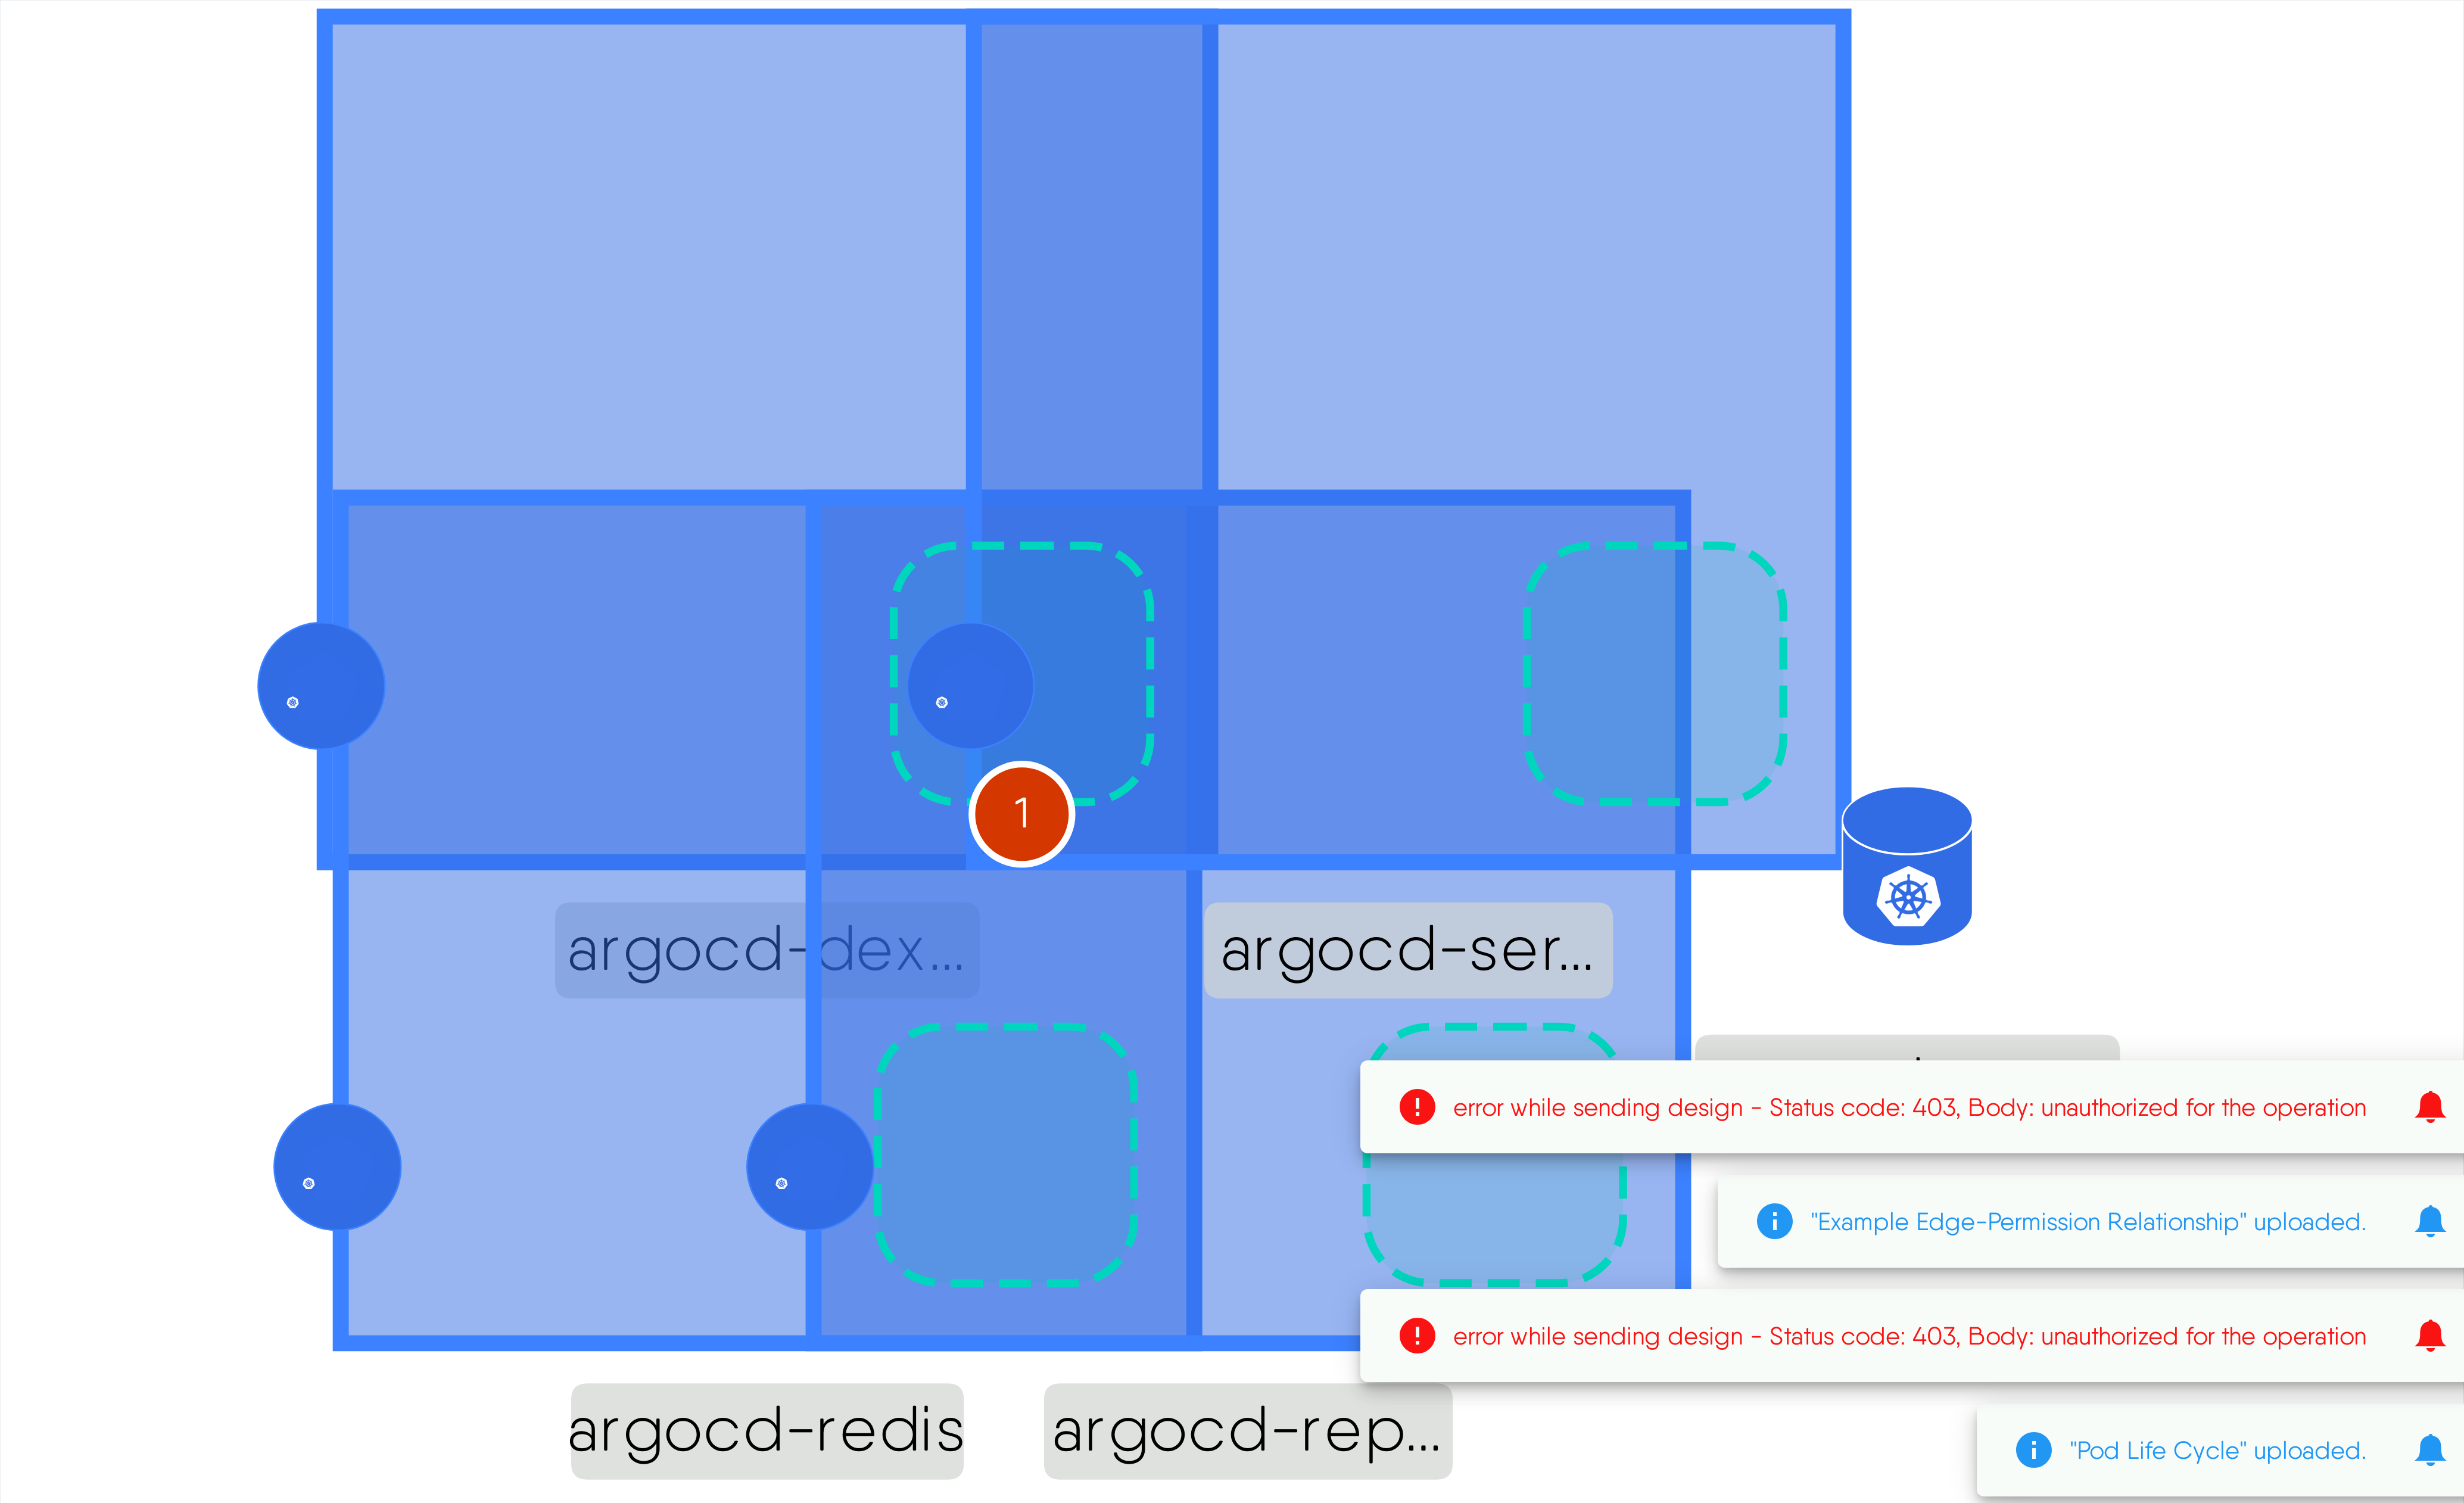 1
argocd-dex...
argocd-ser...
error while sending design - Status code: 403, Body: unauthorized for the operation
"Example Edge-Permission Relationship" uploaded.
error while sending design - Status code: 403, Body: unauthorized for the operation
argocd-redis
argocd-rep...
"Pod Life Cycle" uploaded.